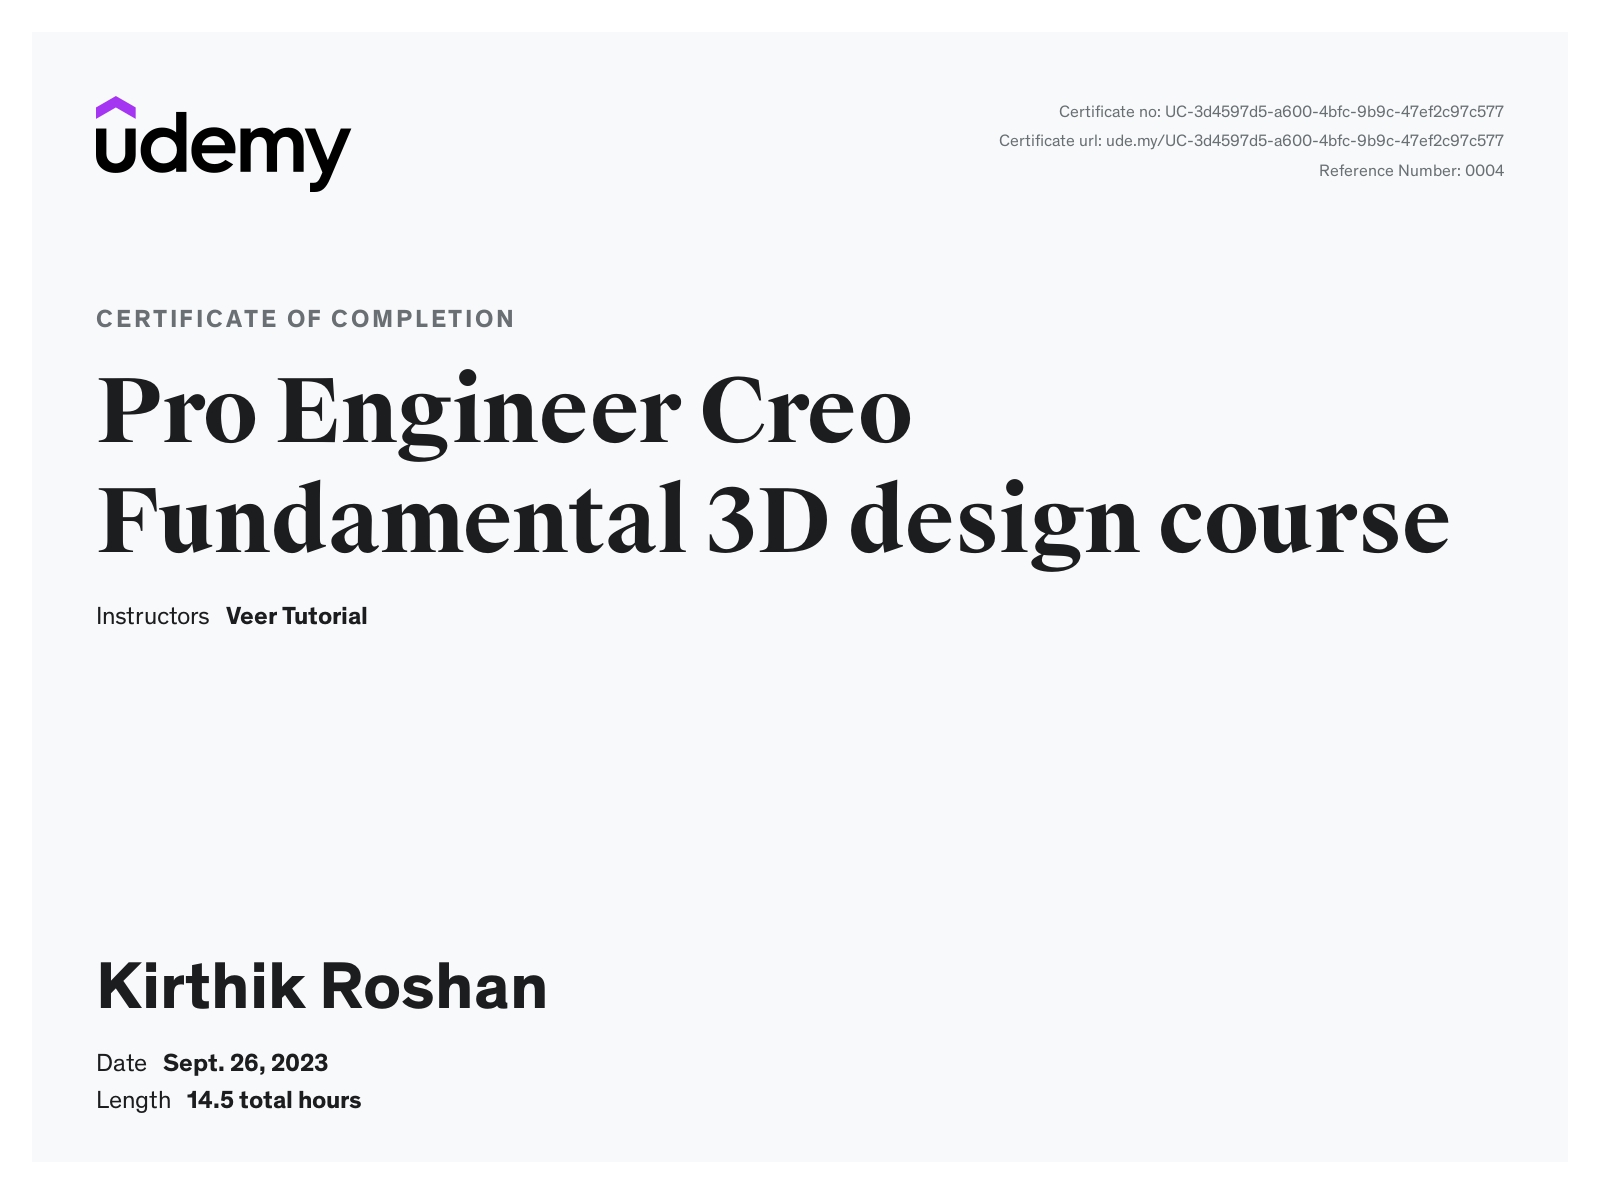 udemy
Certificate no: UC-3d4597d5-a600-4bfc-9b9c-47ef2c97c577
Certificate url: ude.my/UC-3d4597d5-a600-4bfc-9b9c-47ef2c97c577
Reference Number: 0004
CERTIFICATE OF COMPLETION
Pro Engineer Creo
Fundamental 3D design course
Instructors Veer Tutorial
Kirthik Roshan
Date Sept. 26, 2023
Length 14.5 total hours